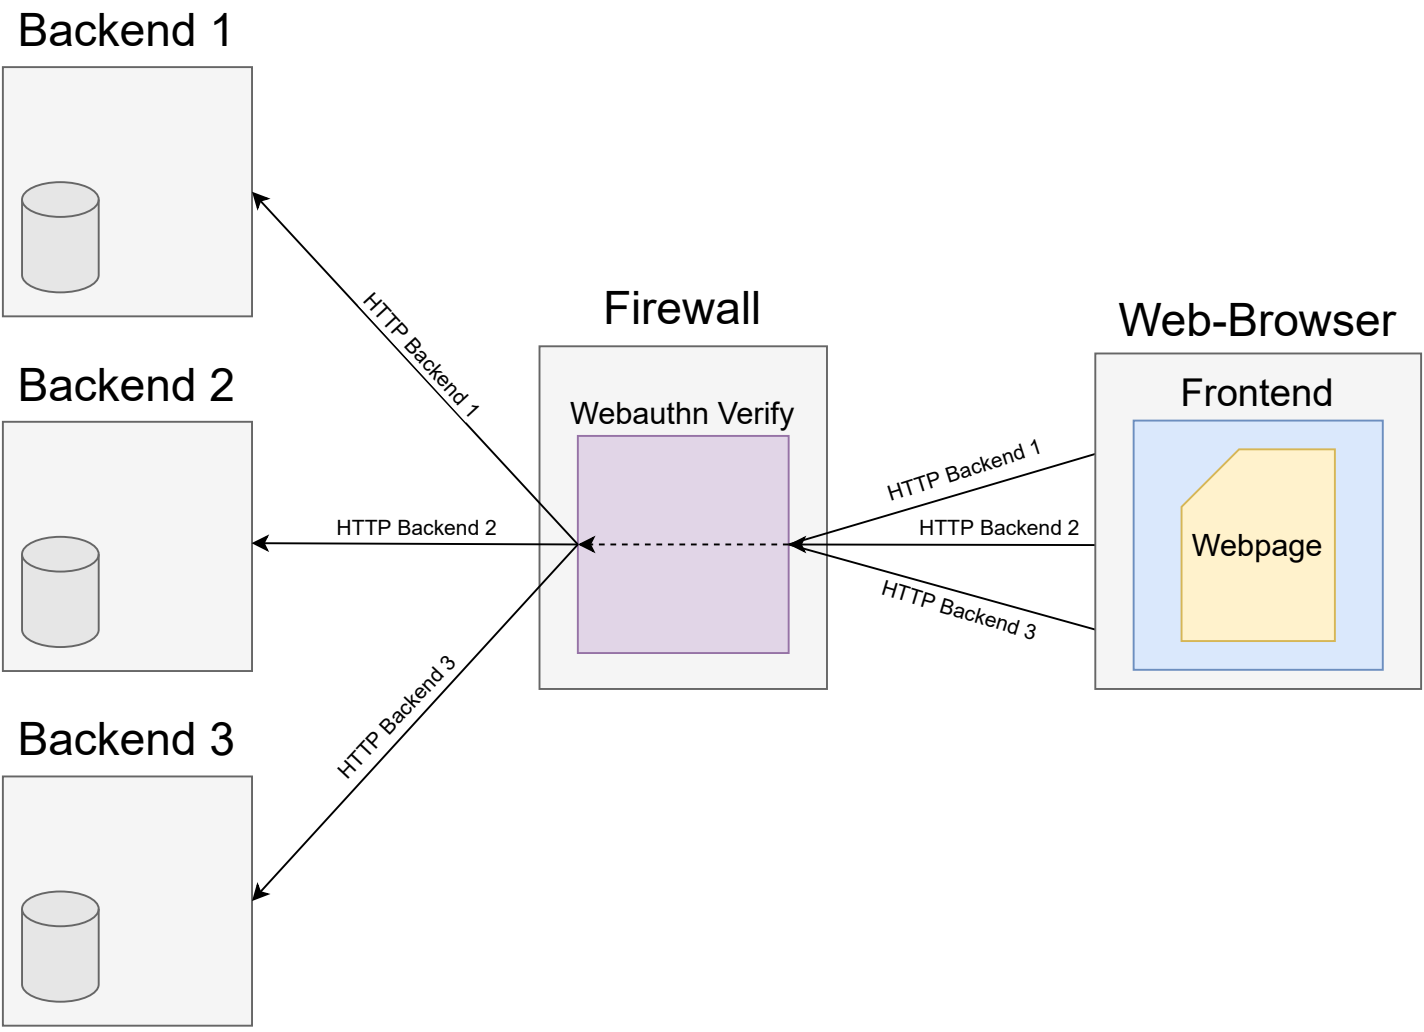 Backend 1
HTTP Backend 1
Backend 2
HTTP Backend 2
Backend 3
HTTP Backend 3
Firewall
Webauthn Verify
HTTP Backend 1
HTTP Backend 2
HTTP Backend 3
Web-Browser
Frontend
Webpage